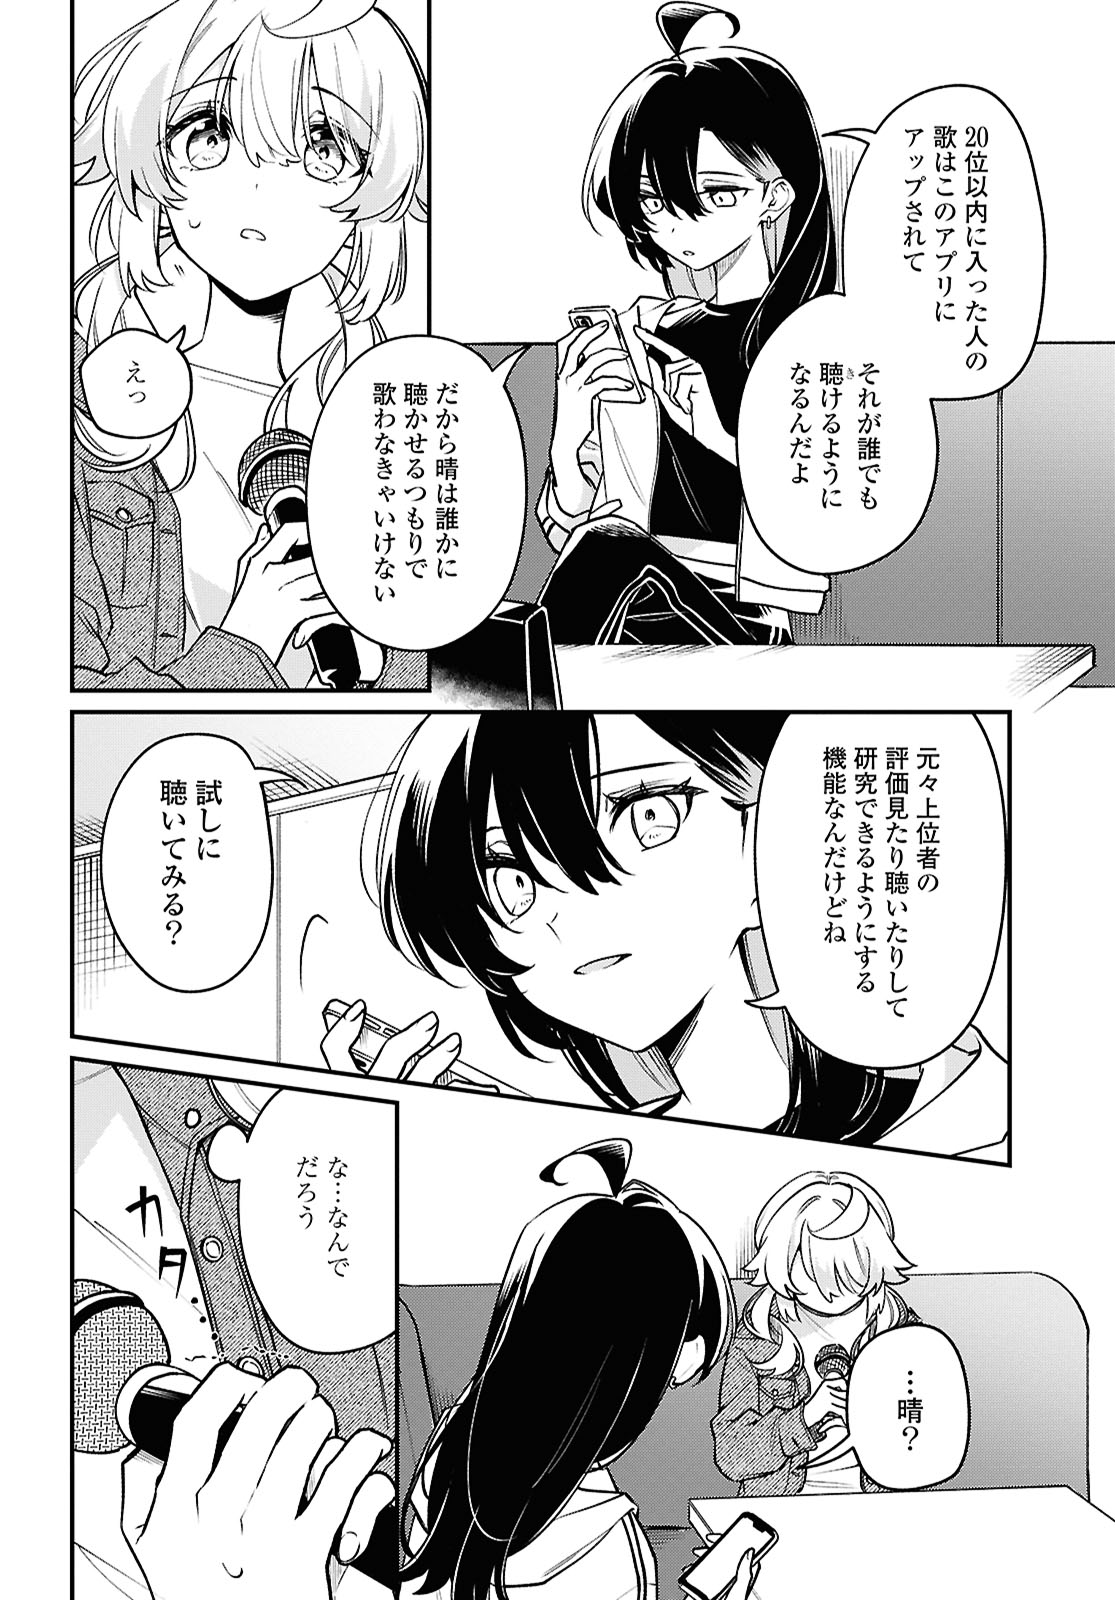 20位以内に入った人の
歌はこのアプリに
アップされて
それが誰でも
聴けるように
なるんだよ
だから晴は誰かに
聴かせるつもりで
歌わなきゃいけない
えっ
元々上位者の
評価見たり聴いたりして
研究できるようにする
機能なんだけどね
試しに
聴いてみる?
…晴?
な…なんで
だろう
カタ…